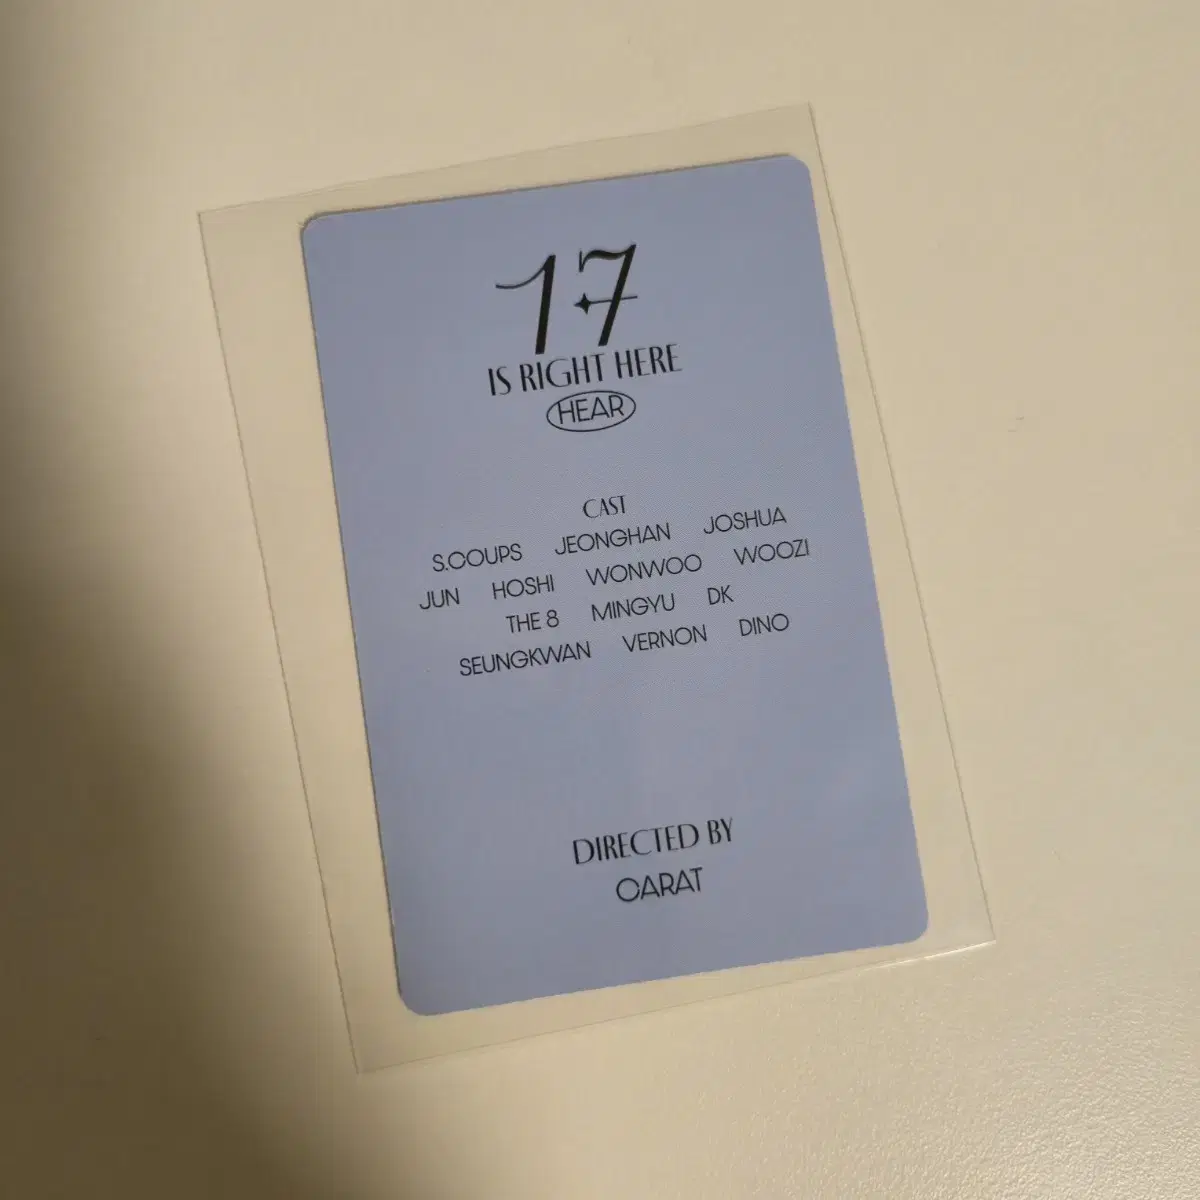 17
IS RIGHT HERE
HEAR
CAST
S.COUPS JEONGHAN JOSHUA
JUN HOSHI WONWOO WOOZI
THE 8 MINGYU DK
SEUNGKWAN VERNON DINO
DIRECTED BY
CARAT